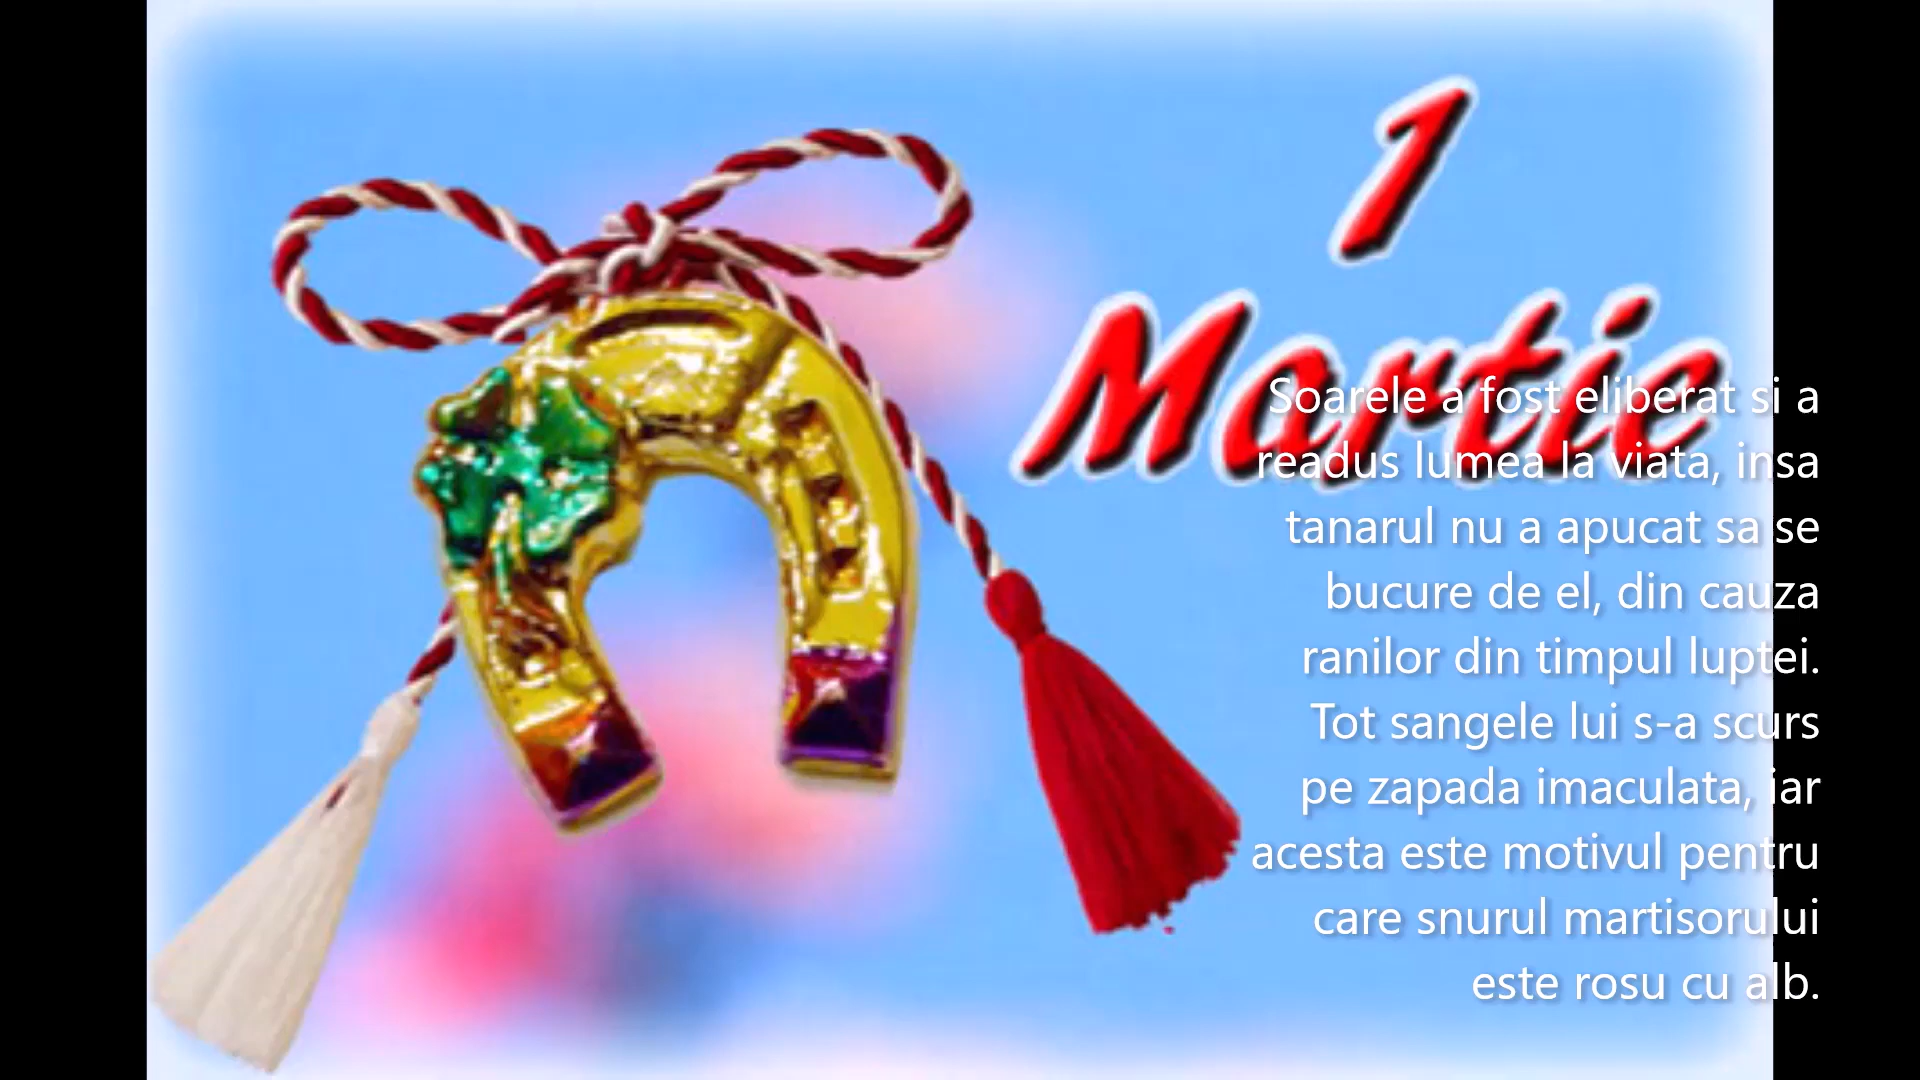 1
Martie
Soarele a fost eliberat si a
readus lumea la viata, insa
tanarul nu a apucat sa se
bucure de el, din cauza
ranilor din timpul luptei.
Tot sangele lui s-a scurs
pe zapada imaculata, iar
acesta este motivul pentru
care snurul martisorului
este rosu cu alb.